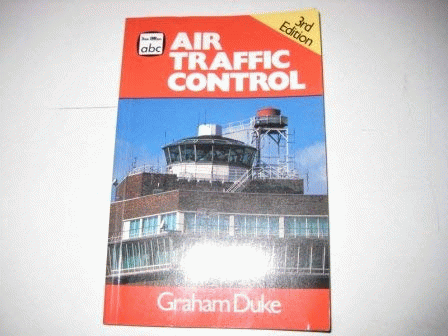 abc
AIR
TRAFFIC
CONTROL
3rd
Edition
Graham Duke